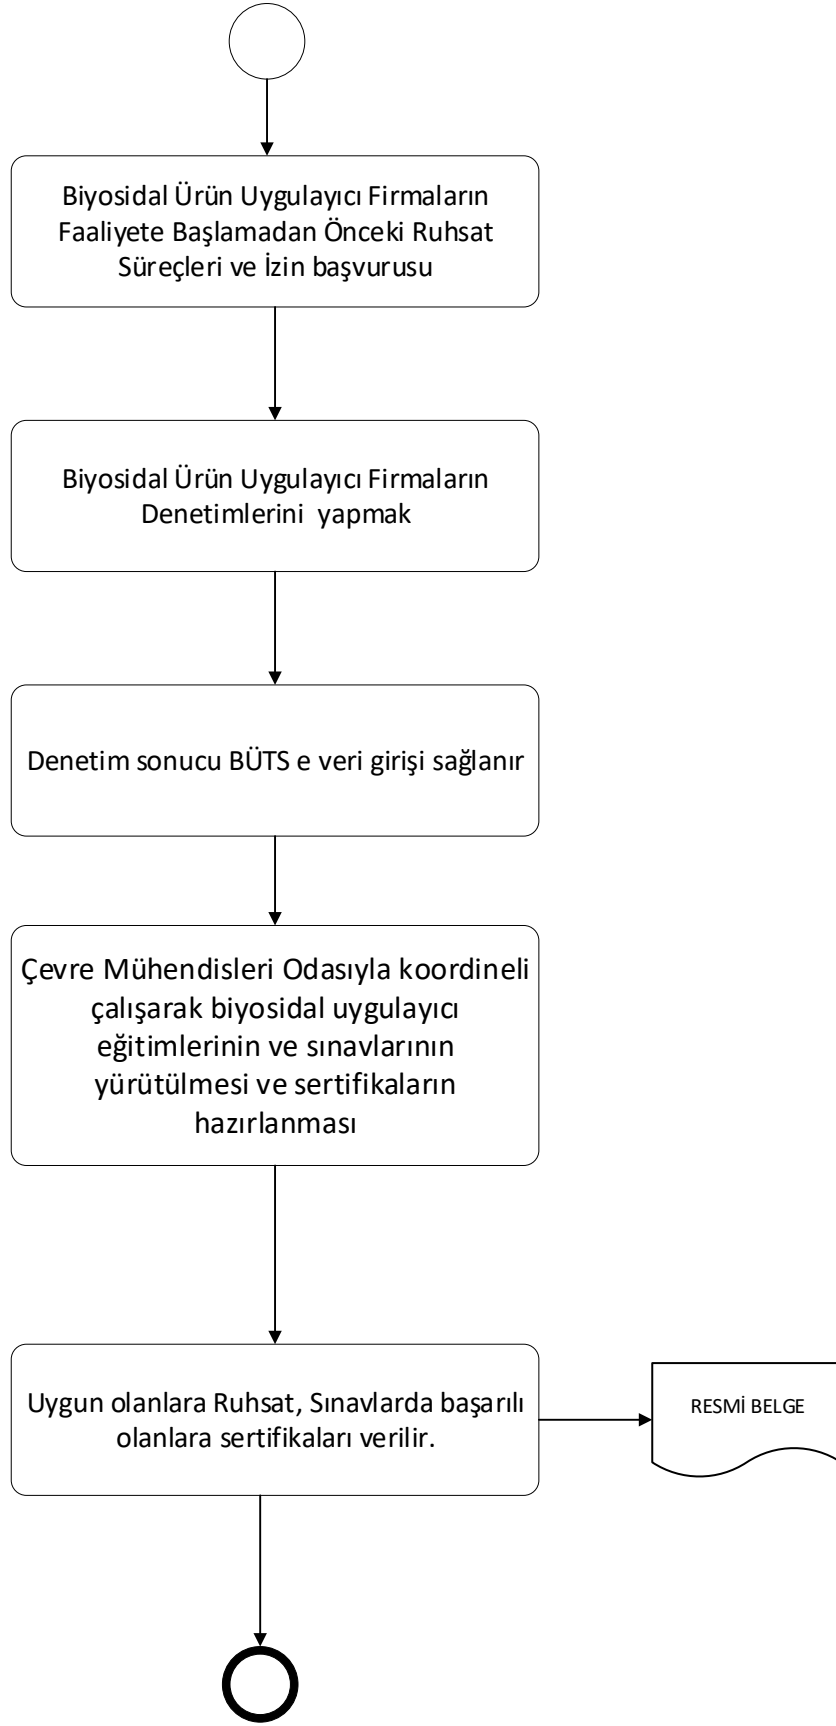 Biyosidal Ürün Uygulayıcı Firmaların
Faaliyete Başlamadan Önceki Ruhsat
Süreçleri ve İzin başvurusu
Biyosidal Ürün Uygulayıcı Firmaların
Denetimlerini  yapmak
Denetim sonucu BÜTS e veri girişi sağlanır
Çevre Mühendisleri Odasıyla koordineli
çalışarak biyosidal uygulayıcı
eğitimlerinin ve sınavlarının
yürütülmesi ve sertifikaların
hazırlanması
Uygun olanlara Ruhsat, Sınavlarda başarılı
olanlara sertifikaları verilir.
RESMİ BELGE